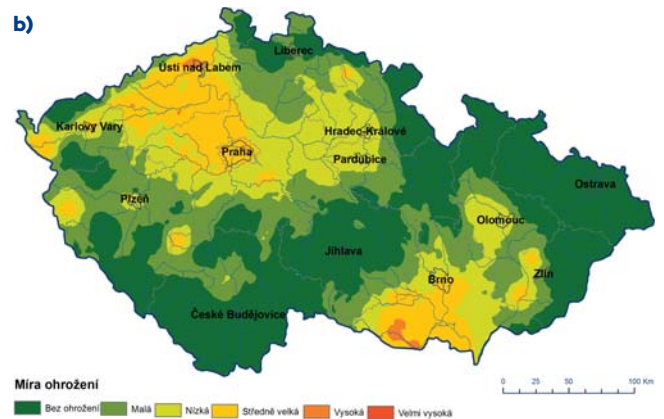 b)
Liberec
Ústí nad Labem
Karlovy Vary
Hradec Králové
Praha
Pardubice
Plzeň
Ostrava
Olomouc
Jihlava
Brno
Zlín
České Budějovice
Míra ohrožení
Bez ohrožení Malá Nízká Středně velká Vysoká Velmi vysoká
0 25 50 100 Km